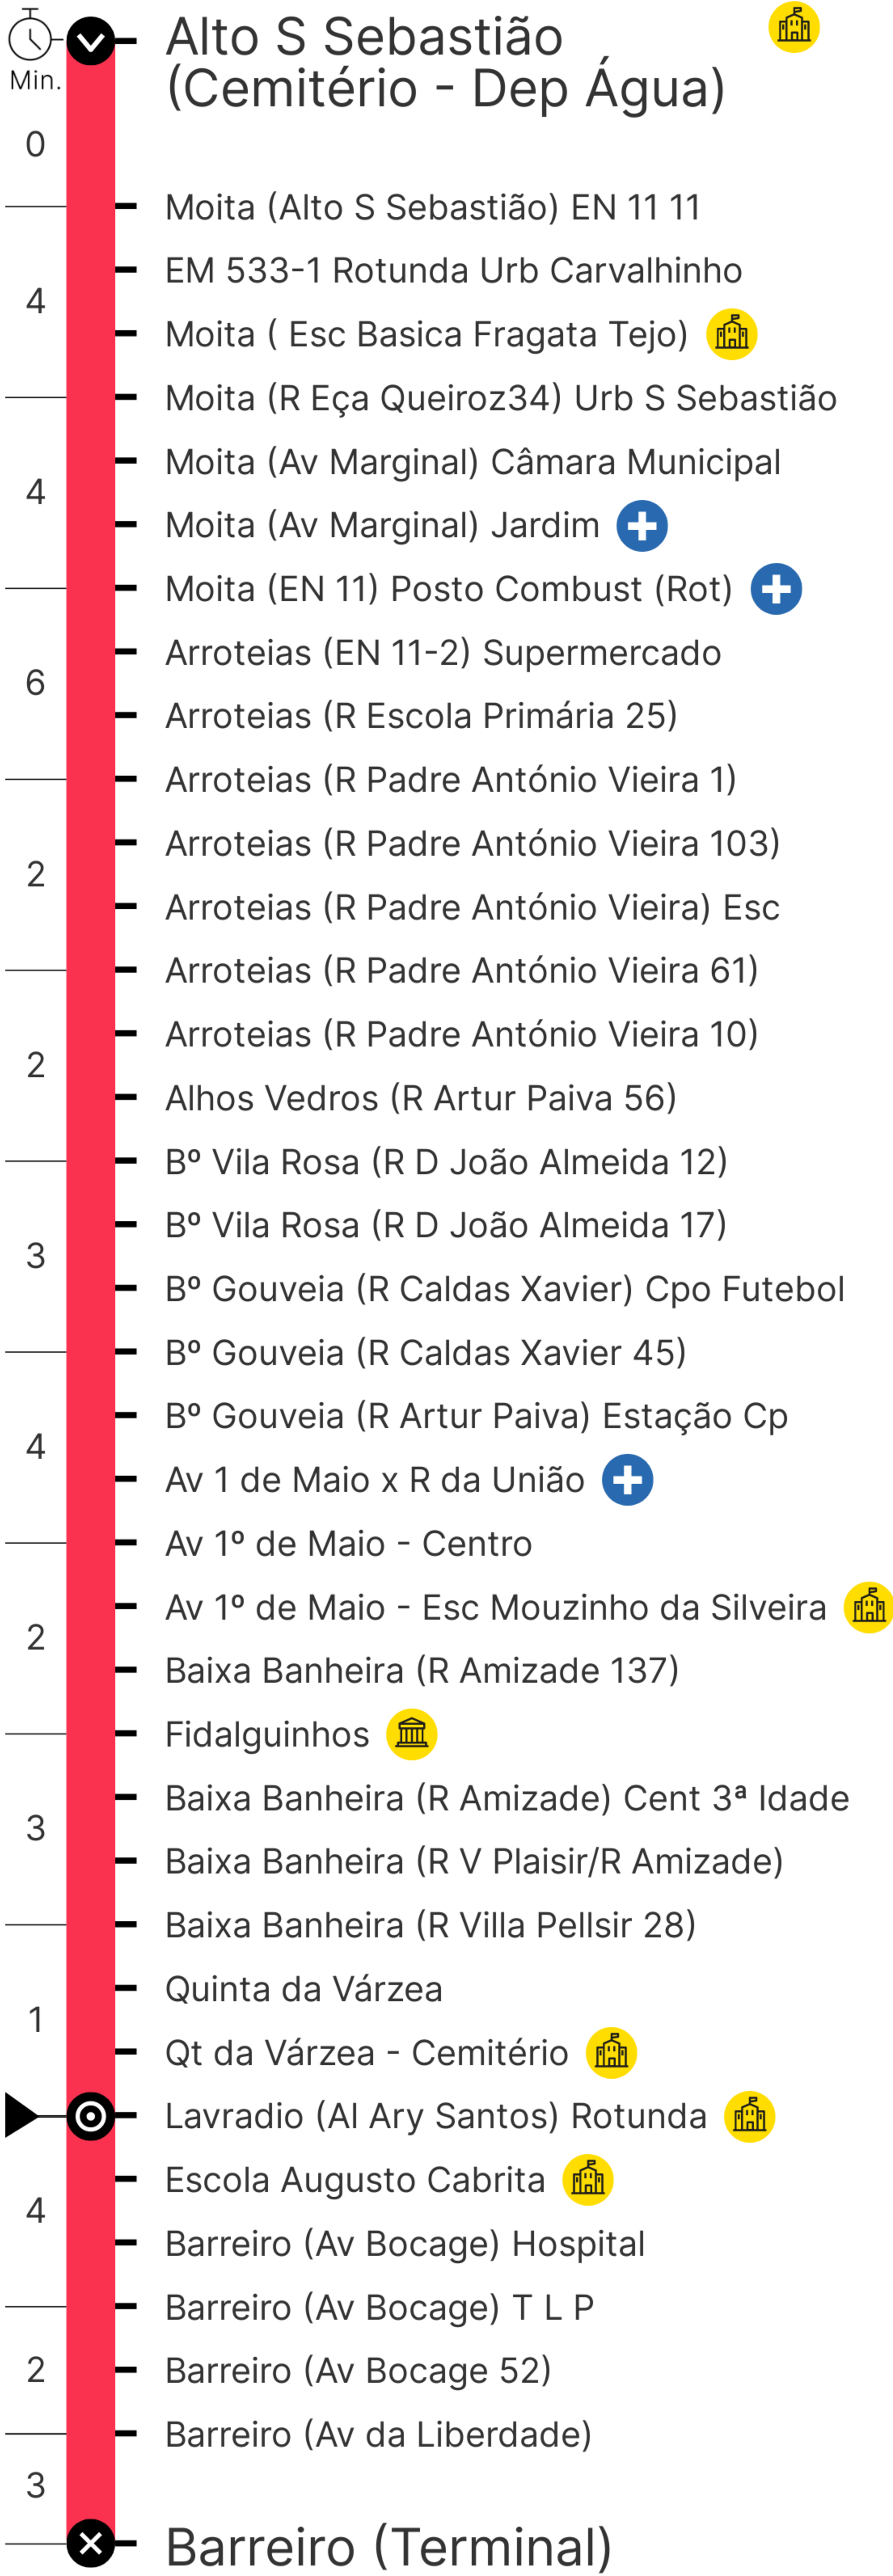 Alto S Sebastião
(Cemitério - Dep Água)
Min.
0
Moita (Alto S Sebastião) EN 11 11
EM 533-1 Rotunda Urb Carvalhinho
4
Moita ( Esc Basica Fragata Tejo)
Moita (R Eça Queiroz34) Urb S Sebastião
Moita (Av Marginal) Câmara Municipal
4
Moita (Av Marginal) Jardim
Moita (EN 11) Posto Combust (Rot)
Arroteias (EN 11-2) Supermercado
6
Arroteias (R Escola Primária 25)
Arroteias (R Padre António Vieira 1)
Arroteias (R Padre António Vieira 103)
2
Arroteias (R Padre António Vieira) Esc
Arroteias (R Padre António Vieira 61)
Arroteias (R Padre António Vieira 10)
2
Alhos Vedros (R Artur Paiva 56)
Bº Vila Rosa (R D João Almeida 12)
Bº Vila Rosa (R D João Almeida 17)
3
Bº Gouveia (R Caldas Xavier) Cpo Futebol
Bº Gouveia (R Caldas Xavier 45)
Bº Gouveia (R Artur Paiva) Estação Cp
4
Av 1 de Maio x R da União
Av 1º de Maio - Centro
Av 1º de Maio - Esc Mouzinho da Silveira
2
Baixa Banheira (R Amizade 137)
Fidalguinhos
Baixa Banheira (R Amizade) Cent 3ª Idade
3
Baixa Banheira (R V Plaisir/R Amizade)
Baixa Banheira (R Villa Pellsir 28)
Quinta da Várzea
1
Qt da Várzea - Cemitério
Lavradio (Al Ary Santos) Rotunda
Escola Augusto Cabrita
4
Barreiro (Av Bocage) Hospital
Barreiro (Av Bocage) T L P
2
Barreiro (Av Bocage 52)
Barreiro (Av da Liberdade)
3
Barreiro (Terminal)